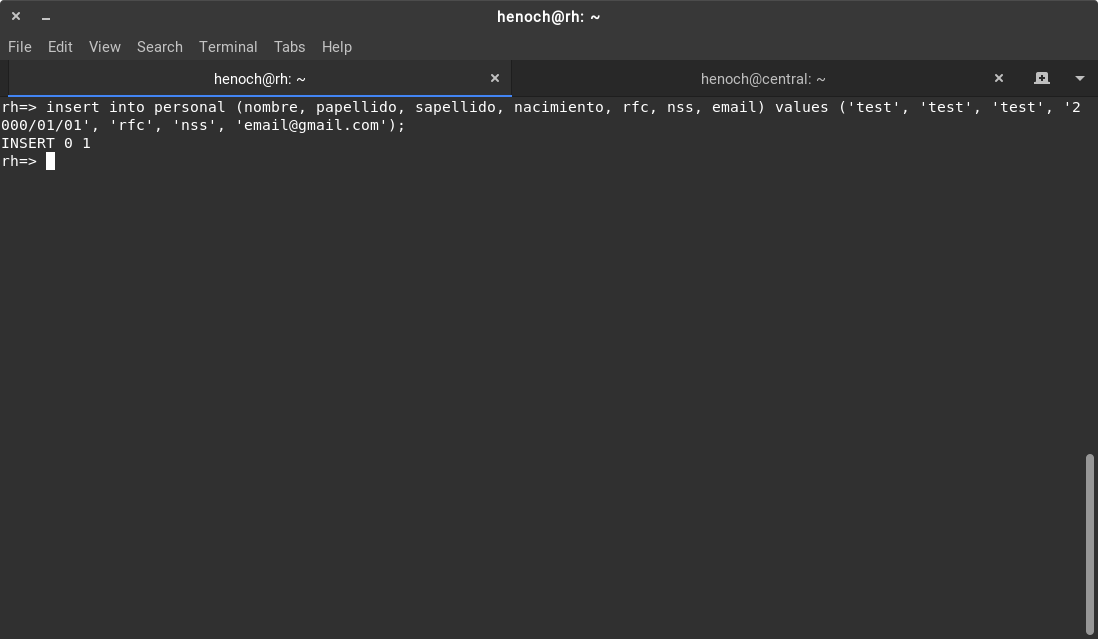 henoch@rh: ~
File Edit View Search Terminal Tabs Help
henoch@rh: ~ henoch@central: ~
rh=> insert into personal (nombre, papellido, sapellido, nacimiento, rfc, nss, email) values ('test', 'test', 'test', '2
000/01/01', 'rfc', 'nss', 'email@gmail.com');
INSERT 0 1
rh=>